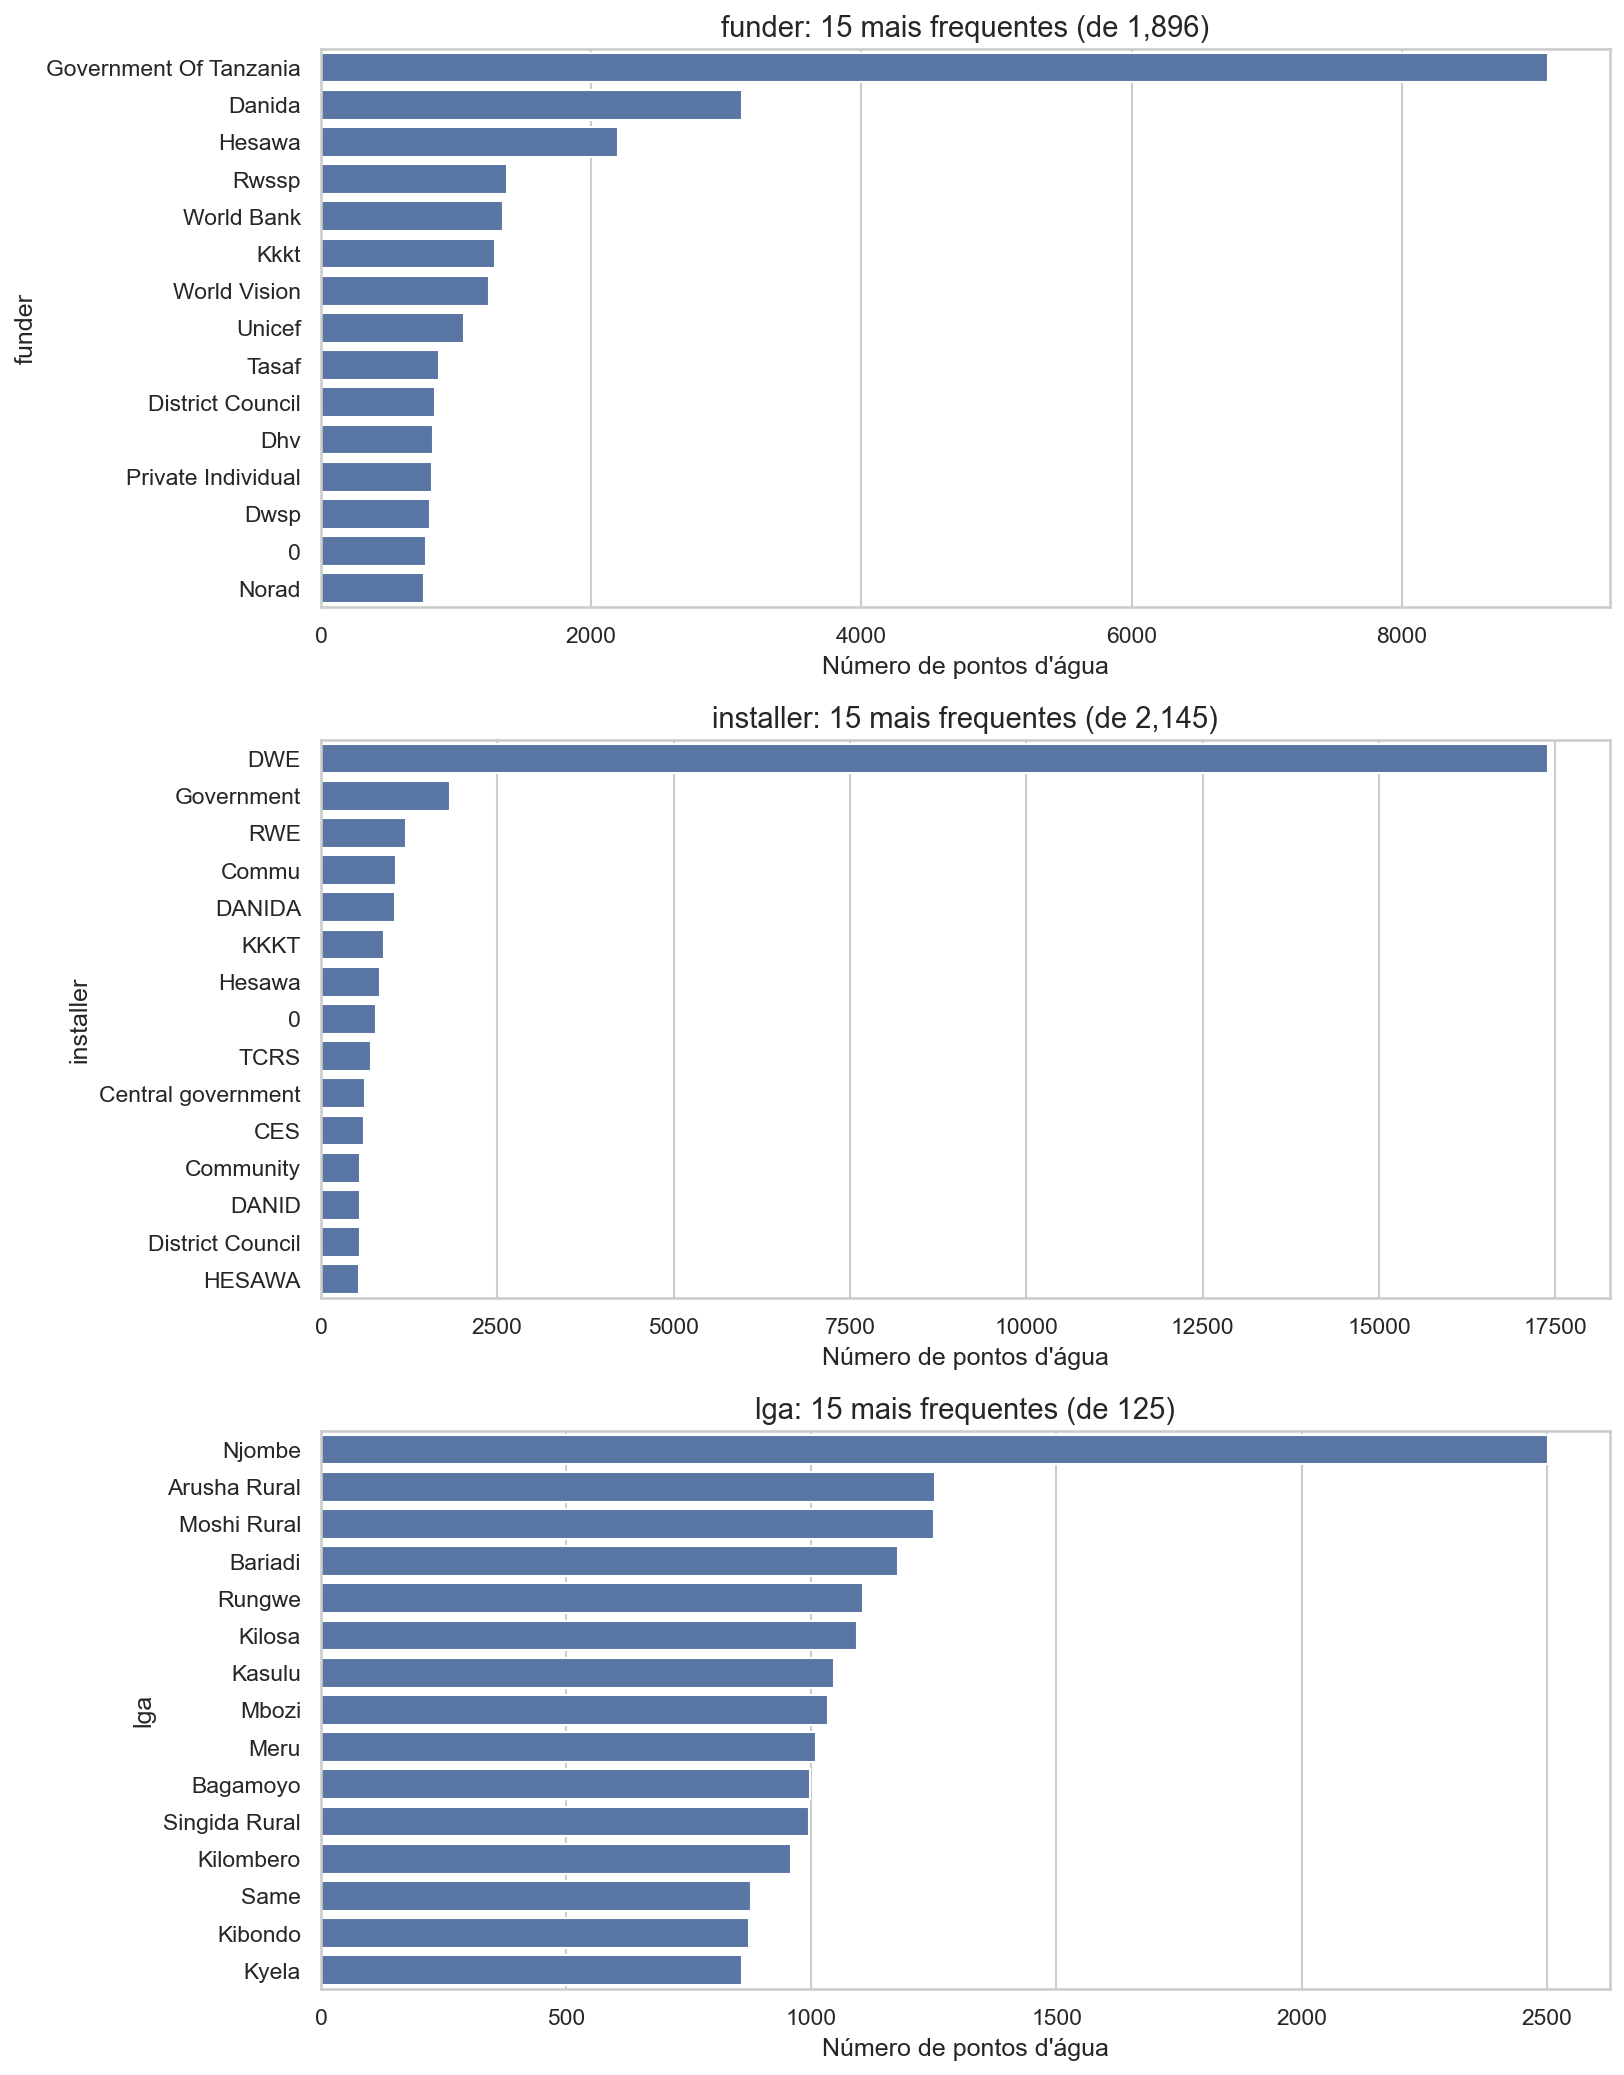 funder: 15 mais frequentes (de 1,896)
Government Of Tanzania
Danida
Hesawa
Rwssp
World Bank
Kkkt
World Vision
Unicef
Tasaf
District Council
Dhv
Private Individual
Dwsp
0
Norad
funder
0 2000 4000 6000 8000
Número de pontos d'água
installer: 15 mais frequentes (de 2,145)
DWE
Government
RWE
Commu
DANIDA
KKKT
Hesawa
0
TCRS
Central government
CES
Community
DANID
District Council
HESAWA
installer
0 2500 5000 7500 10000 12500 15000 17500
Número de pontos d'água
lga: 15 mais frequentes (de 125)
Njombe
Arusha Rural
Moshi Rural
Bariadi
Rungwe
Kilosa
Kasulu
Mbozi
Meru
Bagamoyo
Singida Rural
Kilombero
Same
Kibondo
Kyela
lga
0 500 1000 1500 2000 2500
Número de pontos d'água